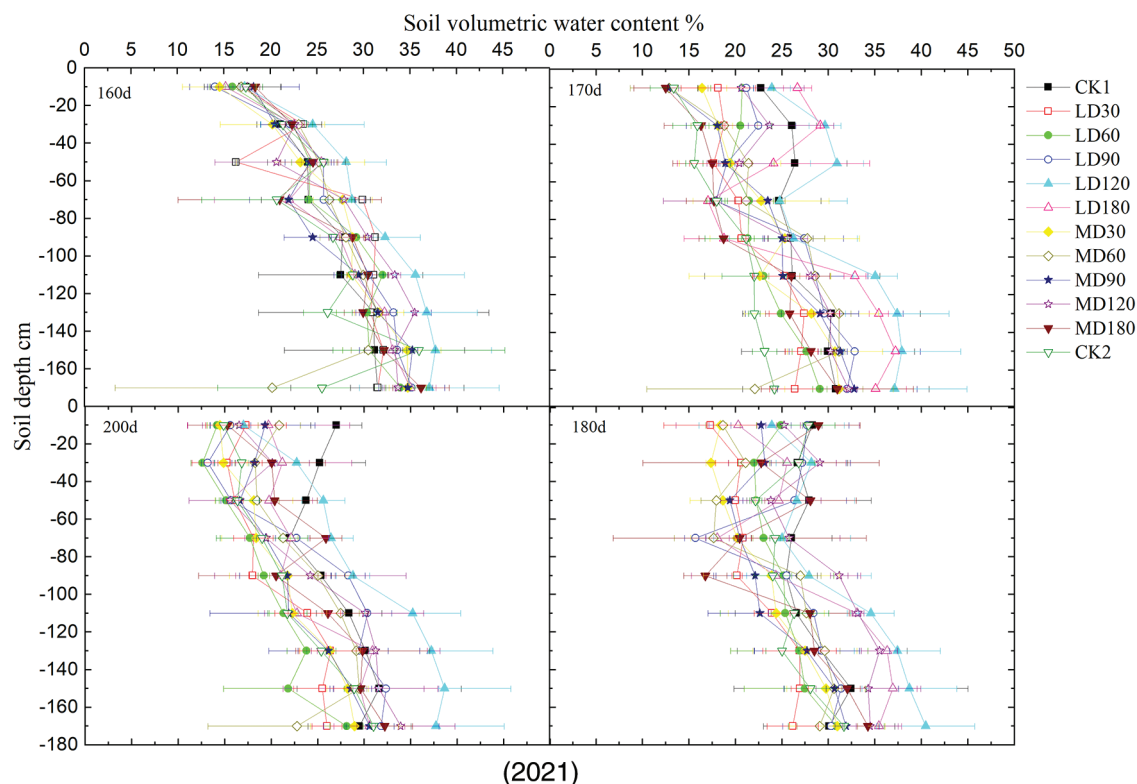 Soil volumetric water content %
0 5 10 15 20 25 30 35 40 45 0 5 10 15 20 25 30 35 40 45 50
0
-20
-40
-60
-80
-100
-120
-140
-160
0
-20
-40
-60
-80
-100
-120
-140
-160
-180
Soil depth cm
160d
170d
200d
180d
CK1
LD30
LD60
LD90
LD120
LD180
MD30
MD60
MD90
MD120
MD180
CK2
(2021)